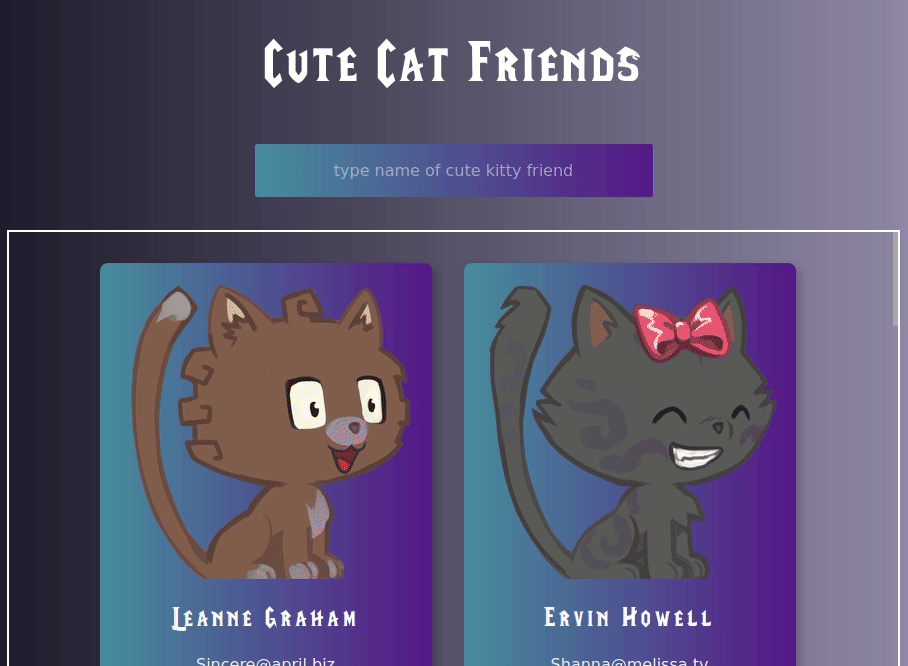 Cute Cat Friends
type name of cute kitty friend
Leanne Graham
Ervin Howell
Sincere@april.biz
Shanna@melissa.tv